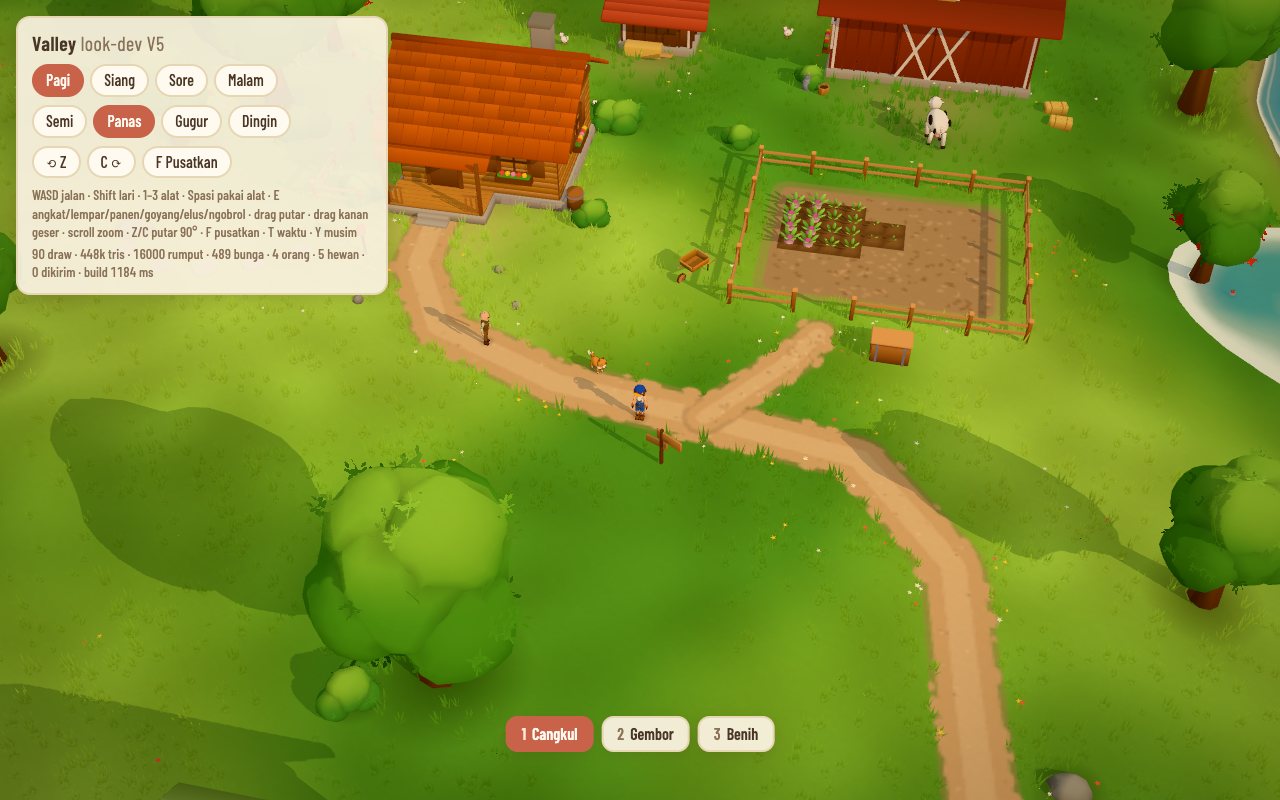 Valley look-dev V5
Pagi Siang Sore Malam
Semi Panas Gugur Dingin
⟲ Z C ⟳ F Pusatkan
WASD jalan · Shift lari · 1–3 alat · Spasi pakai alat · E
angkat/lempar/panen/goyang/elus/ngobrol · drag putar · drag kanan
geser · scroll zoom · Z/C putar 90° · F pusatkan · T waktu · Y musim
90 draw · 448k tris · 16000 rumput · 489 bunga · 4 orang · 5 hewan ·
0 dikirim · build 1184 ms
1 Cangkul 2 Gembor 3 Benih